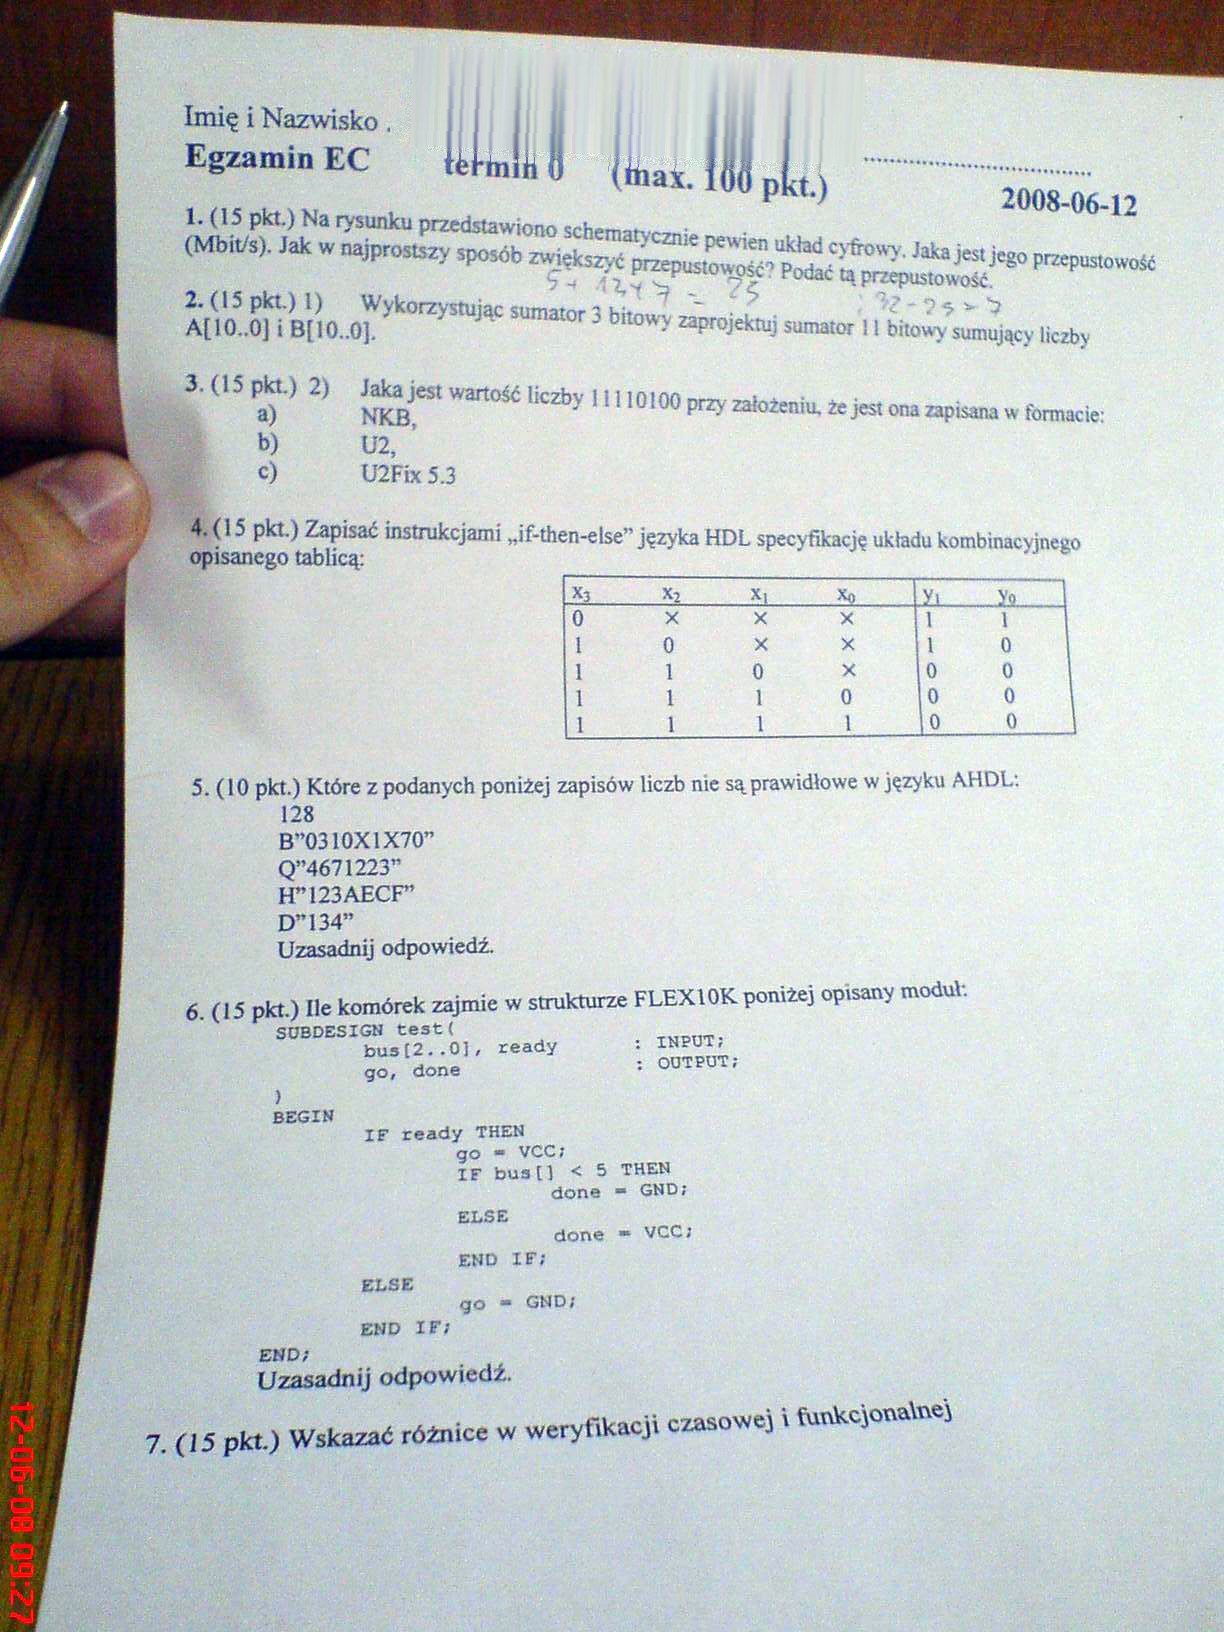 Imię i Nazwisko .
Egzamin EC termin 0 (max. 100 pkt.) ........................................ 2008-06-12
1. (15 pkt.) Na rysunku przedstawiono schematycznie pewien układ cyfrowy. Jaka jest jego przepustowość
(Mbit/s). Jak w najprostszy sposób zwiększyć przepustowość? Podać tą przepustowość.
5+ 13+7 = 25
32-25=7
2. (15 pkt.) 1) Wykorzystując sumator 3 bitowy zaprojektuj sumator 11 bitowy sumujący liczby
A[10..0] i B[10..0].
3. (15 pkt.) 2) Jaka jest wartość liczby 11110100 przy założeniu, że jest ona zapisana w formacie:
a) NKB,
b) U2,
c) U2Fix 5.3
4. (15 pkt.) Zapisać instrukcjami „if-then-else” języka HDL specyfikację układu kombinacyjnego
opisanego tablicą:
x3 x2 x1 x0 y1 y0
0 × × × 1 1
1 0 × × 1 0
1 1 0 × 0 0
1 1 1 0 0 0
1 1 1 1 0 0
5. (10 pkt.) Które z podanych poniżej zapisów liczb nie są prawidłowe w języku AHDL:
128
B”0310X1X70”
Q”4671223”
H”123AECF”
D”134”
Uzasadnij odpowiedź.
6. (15 pkt.) Ile komórek zajmie w strukturze FLEX10K poniżej opisany moduł:
SUBDESIGN test(
bus[2..0], ready : INPUT;
go, done : OUTPUT;
)
BEGIN
IF ready THEN
go = VCC;
IF bus[] < 5 THEN
done = GND;
ELSE
done = VCC;
END IF;
ELSE
go = GND;
END IF;
END;
Uzasadnij odpowiedź.
7. (15 pkt.) Wskazać różnice w weryfikacji czasowej i funkcjonalnej
12-06-08 09:27